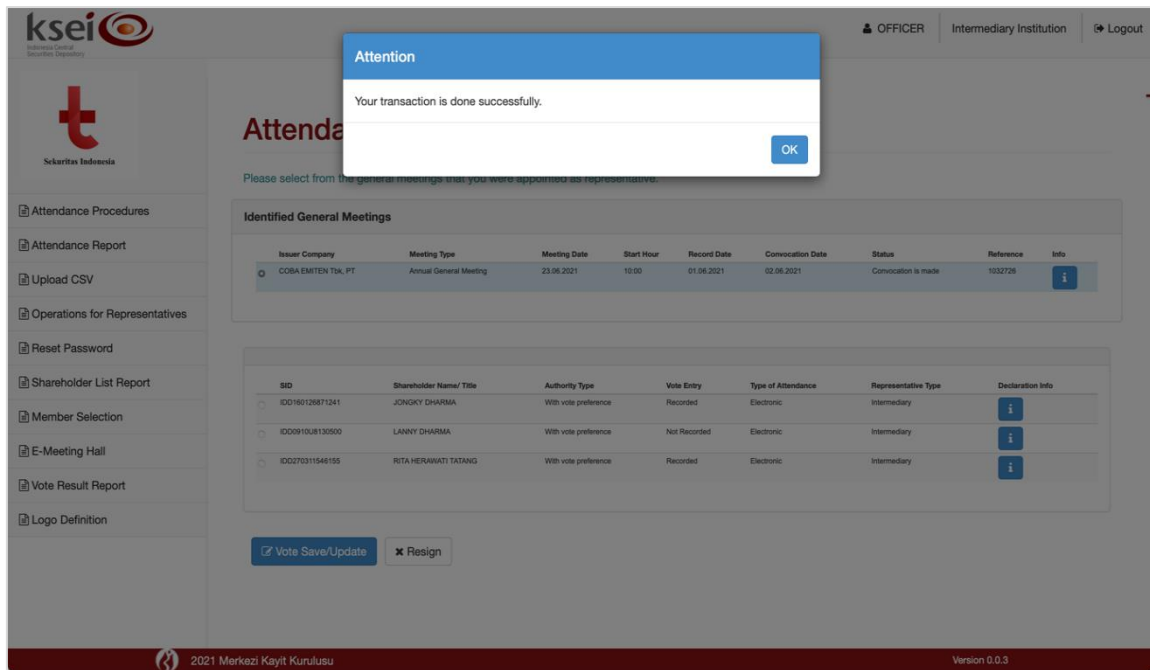 ksei
Indonesia Central
Securities Depository
OFFICER
Intermediary Institution
Logout
Attention
Your transaction is done successfully.
OK
t
Sekuritas Indonesia
Attenda
Please select from the general meetings that you were appointed as representative.
Attendance Procedures
Attendance Report
Upload CSV
Operations for Representatives
Reset Password
Shareholder List Report
Member Selection
E-Meeting Hall
Vote Result Report
Logo Definition
Identified General Meetings
Issuer Company Meeting Type Meeting Date Start Hour Record Date Convocation Date Status Reference Info
COBA EMITEN Tbk, PT Annual General Meeting 23.06.2021 10:00 01.06.2021 02.06.2021 Convocation is made 1032726 i
SID Shareholder Name/ Title Authority Type Vote Entry Type of Attendance Representative Type Declaration Info
IDD160126871241 JONGKY DHARMA With vote preference Recorded Electronic Intermediary i
IDD0910U8130500 LANNY DHARMA With vote preference Not Recorded Electronic Intermediary i
IDD270311546155 RITA HERAWATI TATANG With vote preference Recorded Electronic Intermediary i
Vote Save/Update
Resign
2021 Merkezi Kayit Kurulusu
Version 0.0.3